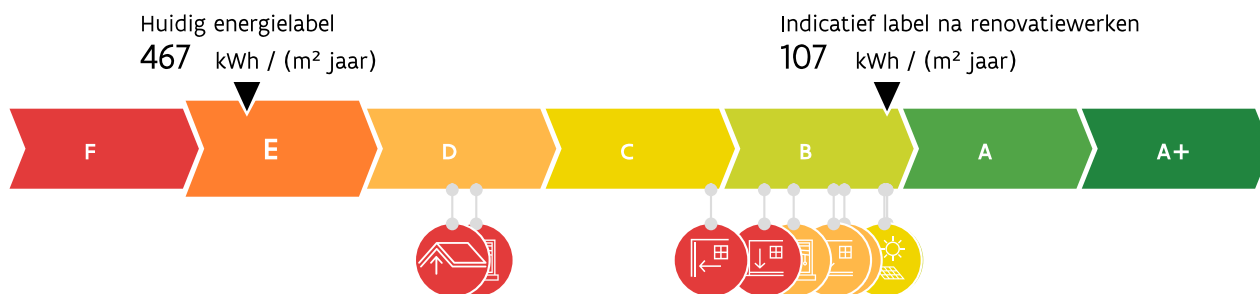 Huidig energielabel
467 kWh / (m² jaar)
Indicatief label na renovatiewerken
107 kWh / (m² jaar)
F E D C B A A+